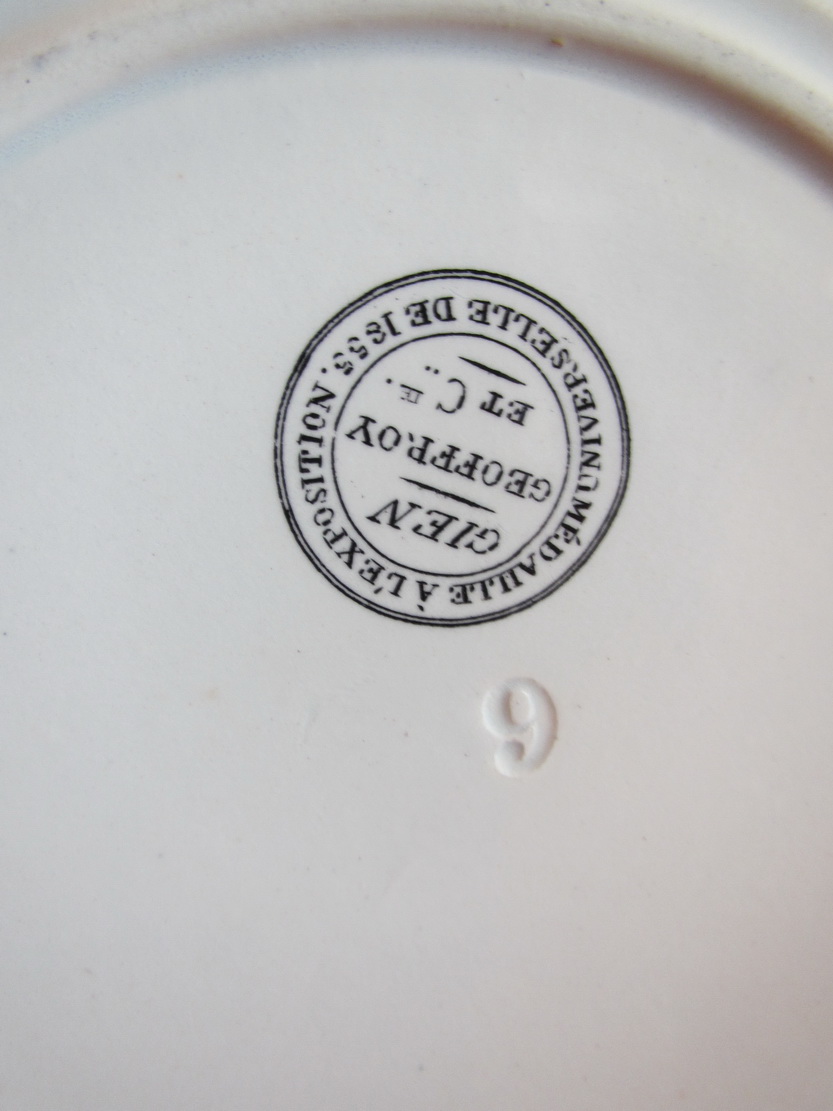 MÉDAILLE À L'EXPOSITION
UNIVERSELLE DE 1855.
GIEN
GEOFFROY
ET C.IE.
9